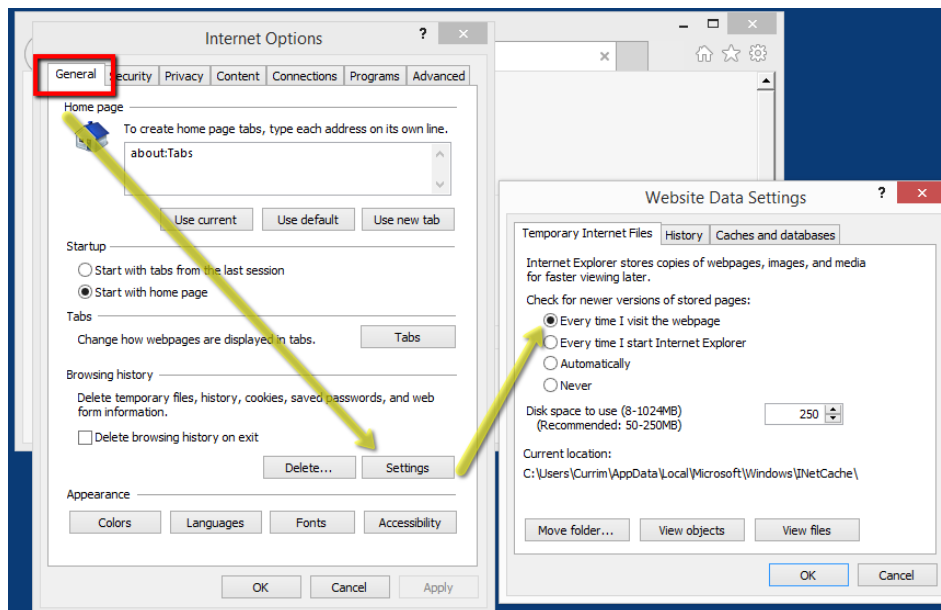 Internet Options
?
General
Security
Privacy
Content
Connections
Programs
Advanced
Home page
To create home page tabs, type each address on its own line.
about:Tabs
Use current
Use default
Use new tab
Startup
Start with tabs from the last session
Start with home page
Tabs
Change how webpages are displayed in tabs.
Tabs
Browsing history
Delete temporary files, history, cookies, saved passwords, and web
form information.
Delete browsing history on exit
Delete...
Settings
Appearance
Colors
Languages
Fonts
Accessibility
OK
Cancel
Apply
Website Data Settings
?
Temporary Internet Files
History
Caches and databases
Internet Explorer stores copies of webpages, images, and media
for faster viewing later.
Check for newer versions of stored pages:
Every time I visit the webpage
Every time I start Internet Explorer
Automatically
Never
Disk space to use (8-1024MB)
(Recommended: 50-250MB)
250
Current location:
C:\Users\Currim\AppData\Local\Microsoft\Windows\INetCache\
Move folder...
View objects
View files
OK
Cancel